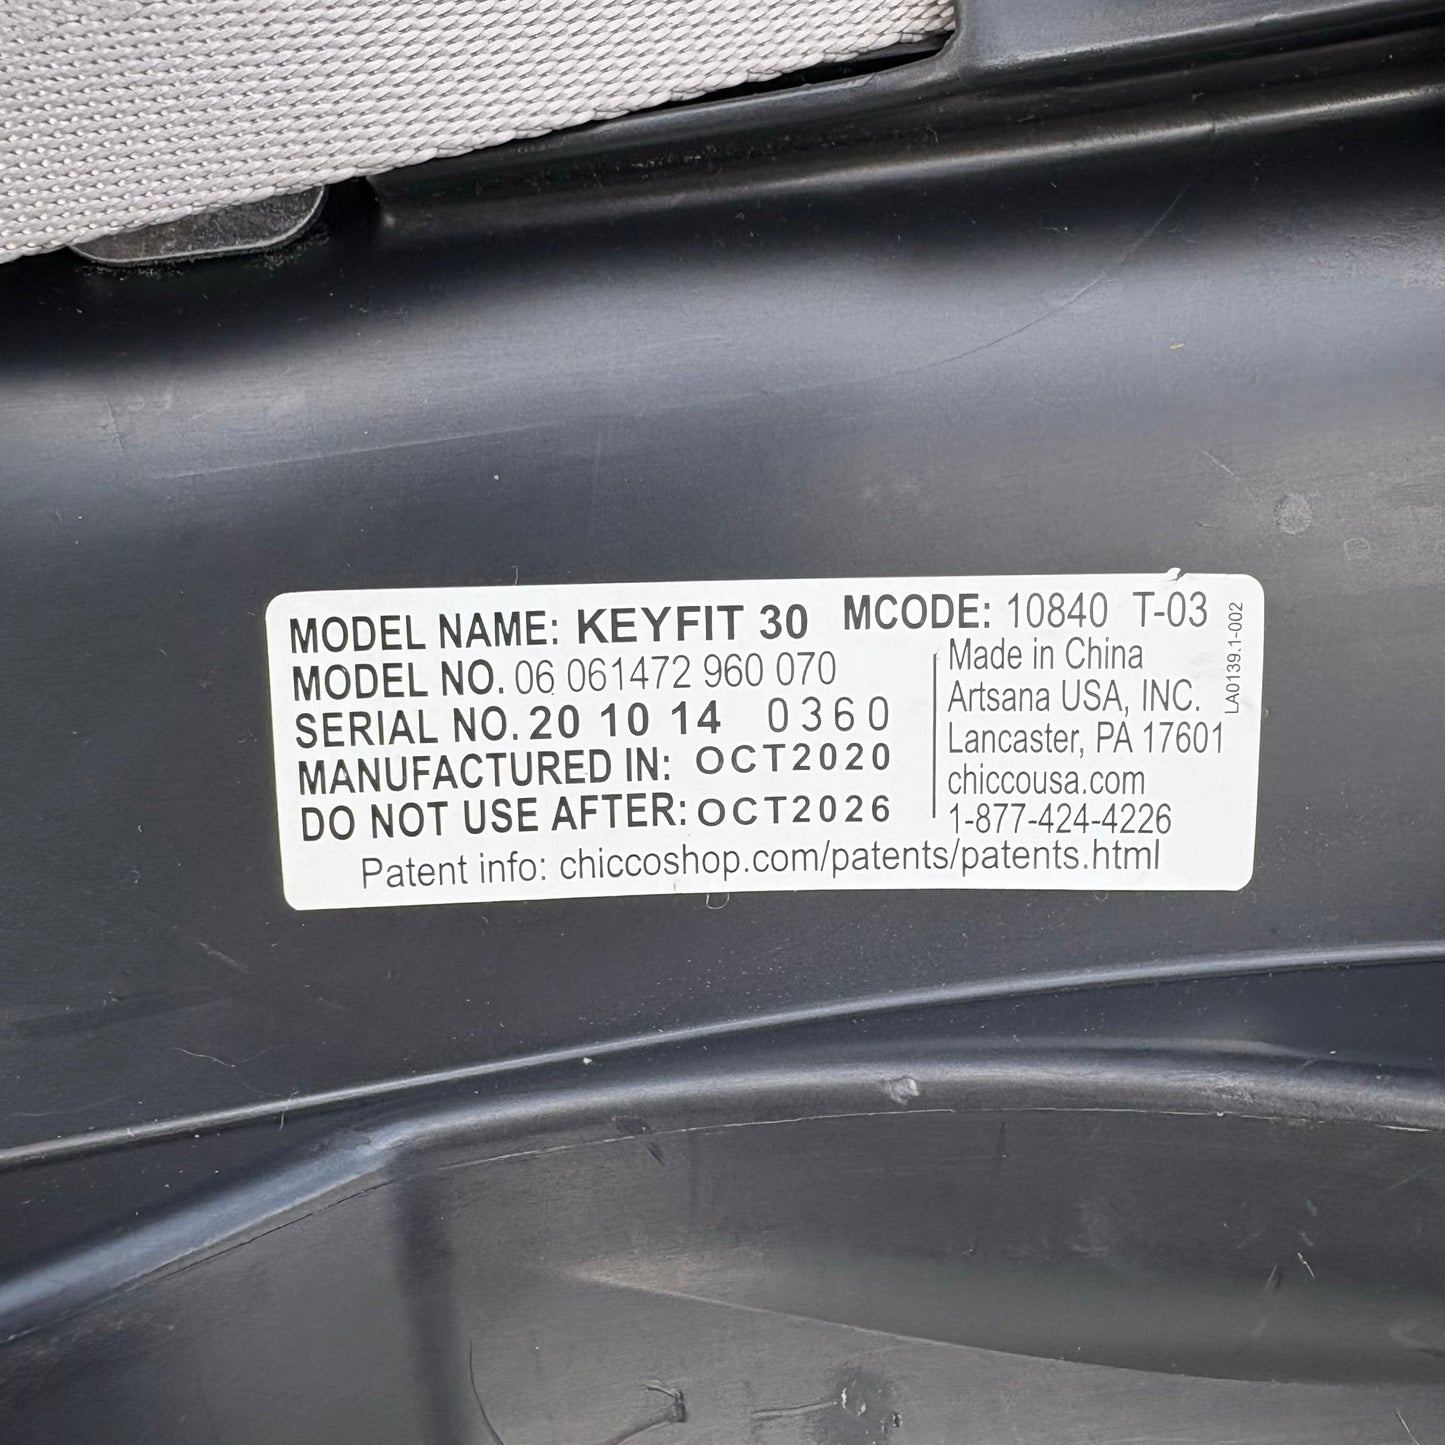 MODEL NAME: KEYFIT 30 MCODE: 10840 T-03
MODEL NO. 06 061472 960 070
SERIAL NO. 20 10 14 0360
MANUFACTURED IN: OCT2020
DO NOT USE AFTER: OCT2026
Made in China
Artsana USA, INC.
Lancaster, PA 17601
chiccousa.com
1-877-424-4226
LA0139.1-002
Patent info: chiccoshop.com/patents/patents.html